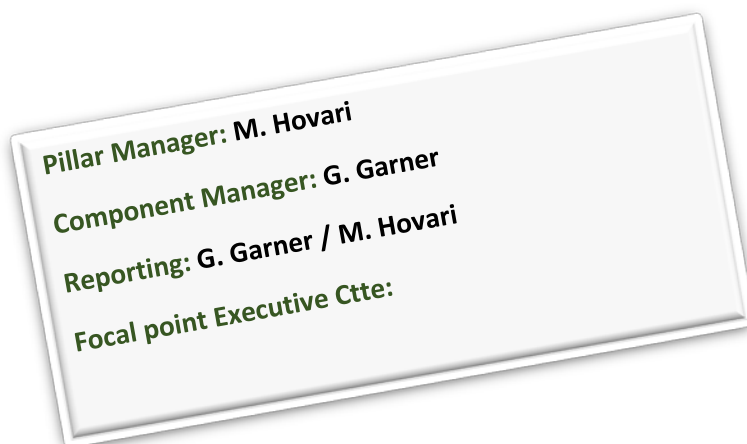 Pillar Manager: M. Hovari
Component Manager: G. Garner
Reporting: G. Garner / M. Hovari
Focal point Executive Ctte: